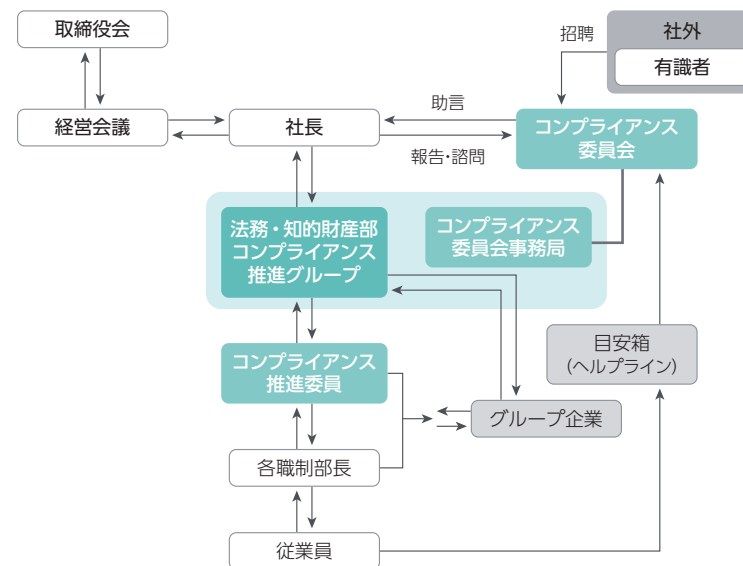 取締役会
招聘
社外
有識者
経営会議
社長
助言
報告・諮問
コンプライアンス
委員会
法務・知的財産部
コンプライアンス
推進グループ
コンプライアンス
委員会事務局
コンプライアンス
推進委員
目安箱
(ヘルプライン)
グループ企業
各職制部長
従業員